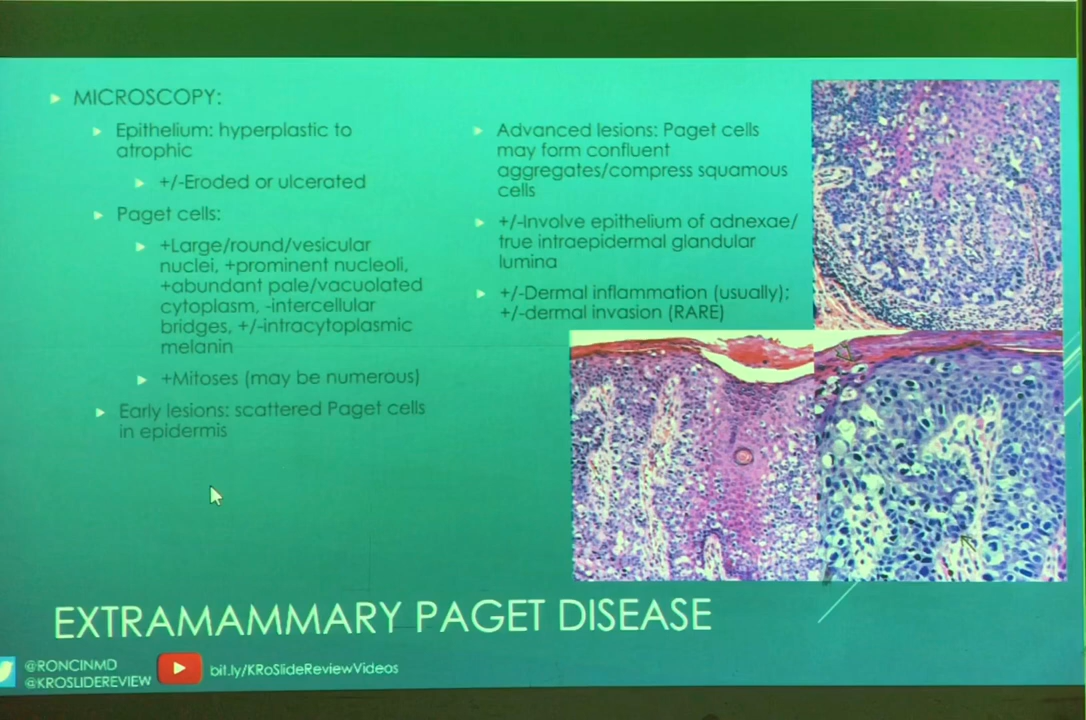 MICROSCOPY:
Epithelium: hyperplastic to
atrophic
+/-Eroded or ulcerated
Paget cells:
+Large/round/vesicular
nuclei, +prominent nucleoli,
+abundant pale/vacuolated
cytoplasm, -intercellular
bridges, +/-intracytoplasmic
melanin
+Mitoses (may be numerous)
Early lesions: scattered Paget cells
in epidermis
Advanced lesions: Paget cells
may form confluent
aggregates/compress squamous
cells
+/-Involve epithelium of adnexae/
true intraepidermal glandular
lumina
+/-Dermal inflammation (usually);
+/-dermal invasion (RARE)
EXTRAMAMMARY PAGET DISEASE
@RONCINMD
@KROSLIDEREVIEW
bit.ly/KRoSlideReviewVideos